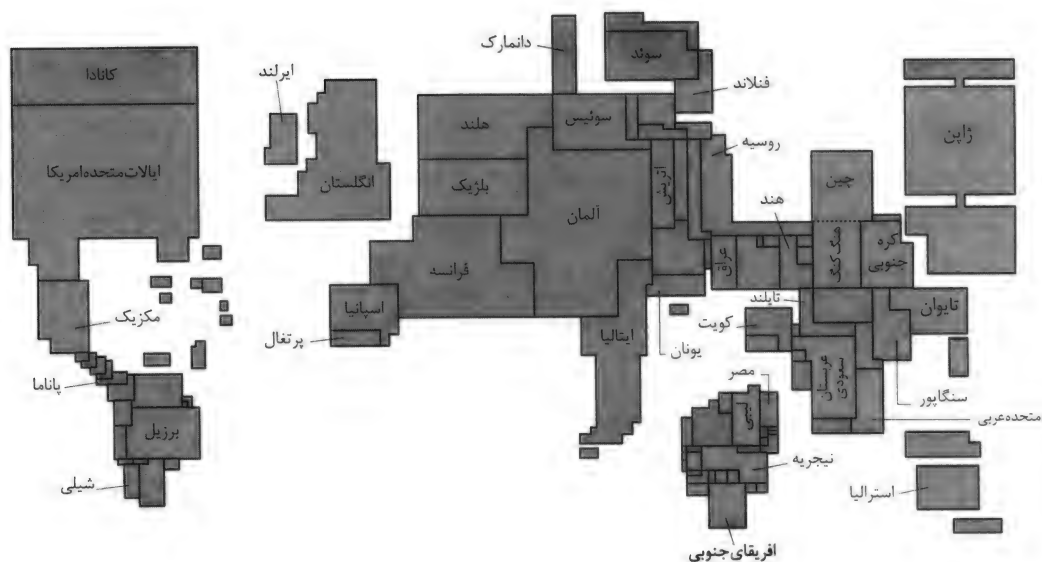 دانمارک
سوئد
کانادا
ایرلند
فنلاند
سوئیس
هلند
ژاپن
روسیه
ایالات‌متحده‌امریکا
انگلستان
بلژیک
اتریش
چین
آلمان
هند
فرانسه
عراق
هنگ‌کنگ
کره
جنوبی
مکزیک
اسپانیا
پرتغال
ایتالیا
یونان
کویت
تایلند
تایوان
پاناما
مصر
لیبی
عربستان
سعودی
سنگاپور
متحده‌عربی
برزیل
نیجریه
شیلی
استرالیا
افریقای‌جنوبی